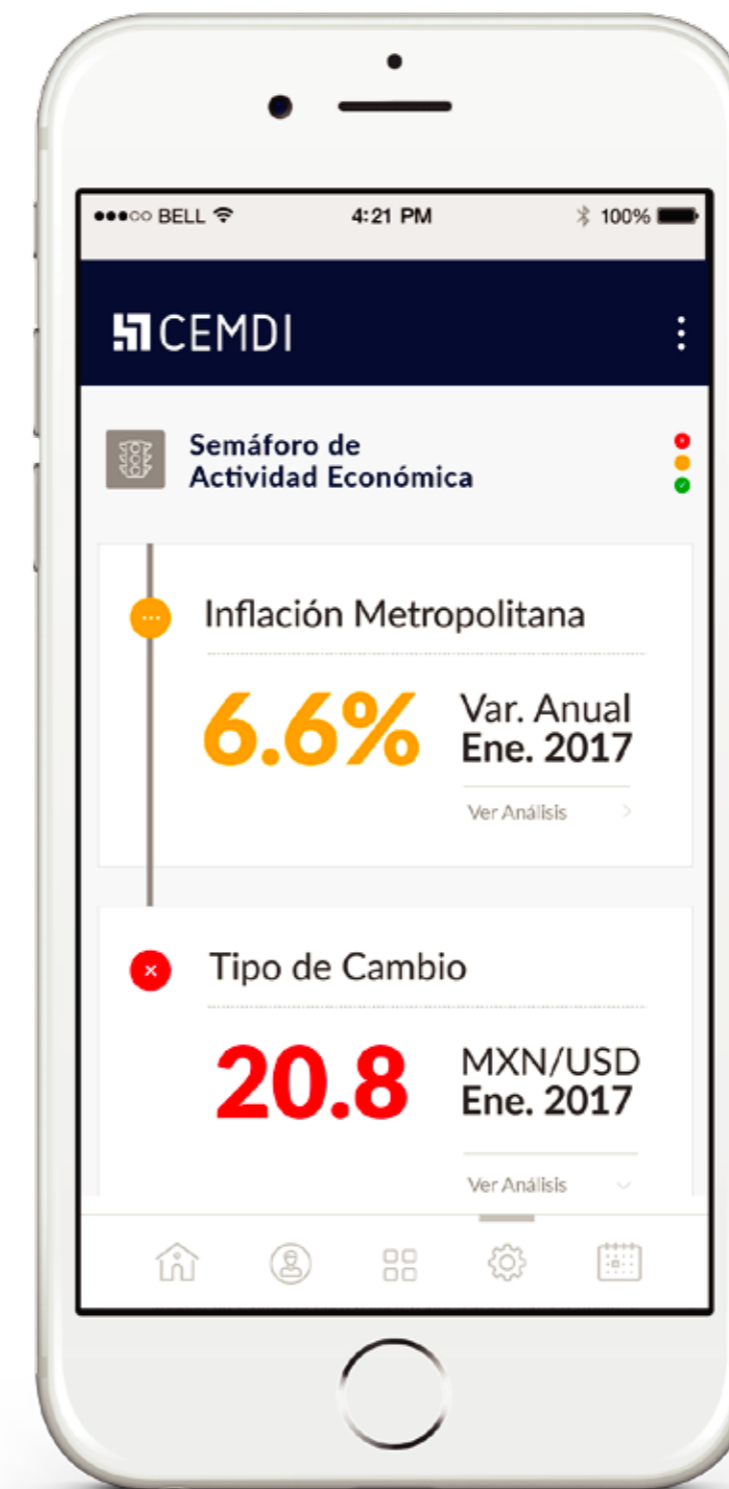 BELL 4:21 PM 100%
CEMDI
Semáforo de
Actividad Económica
Inflación Metropolitana
6.6%
Var. Anual
Ene. 2017
Ver Análisis
Tipo de Cambio
20.8
MXN/USD
Ene. 2017
Ver Análisis